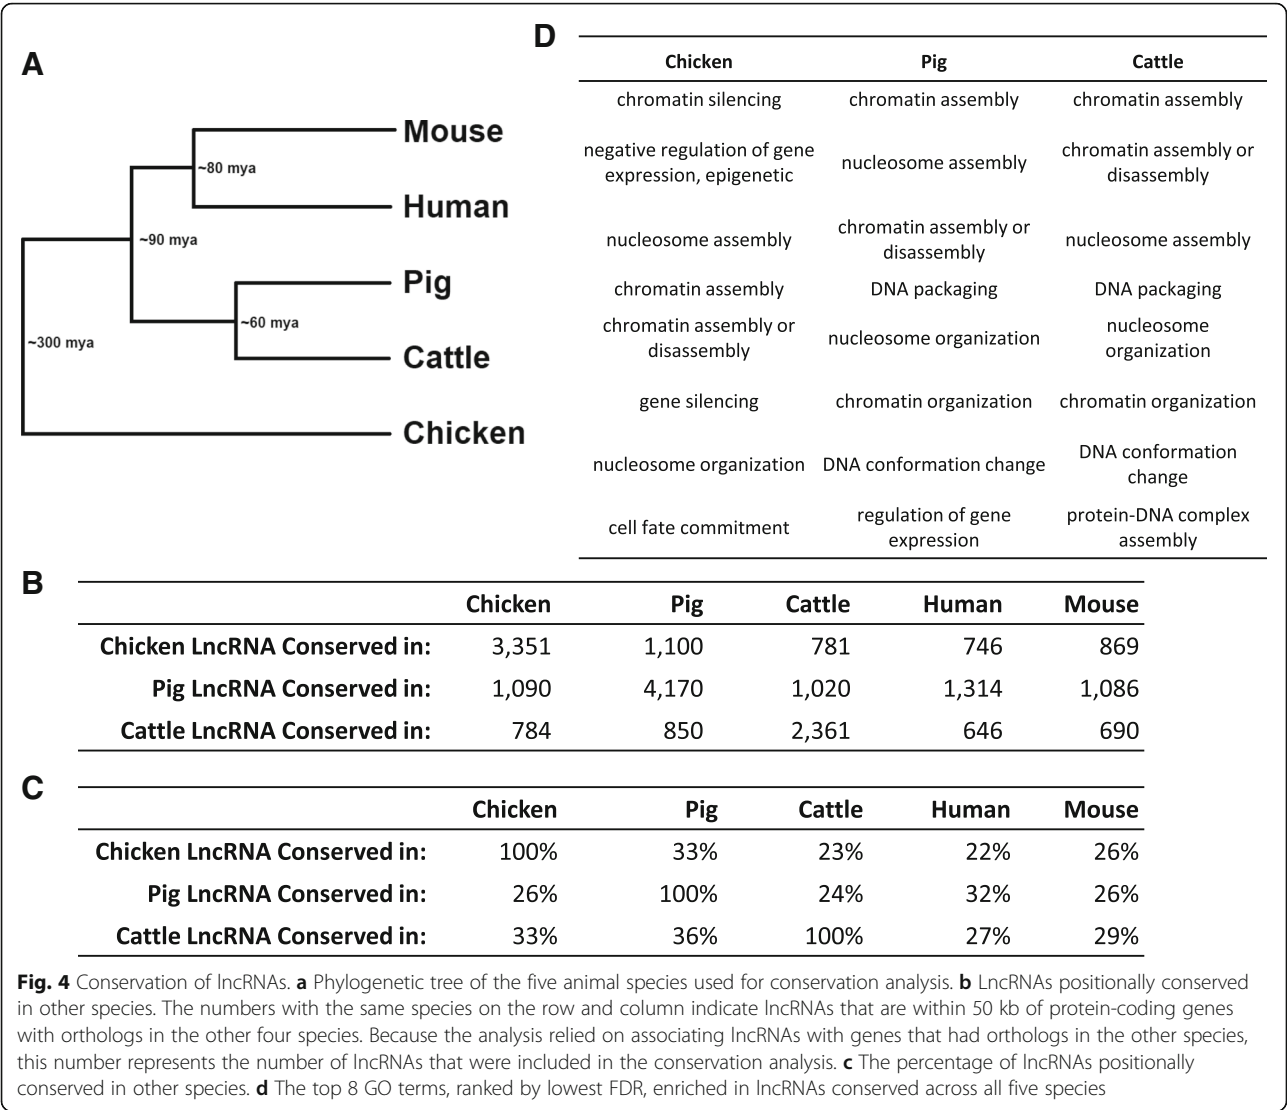 A
Mouse
~80 mya
Human
~90 mya
Pig
~60 mya
~300 mya
Cattle
Chicken
D
Chicken Pig Cattle
chromatin silencing chromatin assembly chromatin assembly
negative regulation of gene expression, epigenetic nucleosome assembly chromatin assembly or disassembly
nucleosome assembly chromatin assembly or disassembly nucleosome assembly
chromatin assembly DNA packaging DNA packaging
chromatin assembly or disassembly nucleosome organization nucleosome organization
gene silencing chromatin organization chromatin organization
nucleosome organization DNA conformation change DNA conformation change
cell fate commitment regulation of gene expression protein-DNA complex assembly
B
Chicken Pig Cattle Human Mouse
Chicken LncRNA Conserved in: 3,351 1,100 781 746 869
Pig LncRNA Conserved in: 1,090 4,170 1,020 1,314 1,086
Cattle LncRNA Conserved in: 784 850 2,361 646 690
C
Chicken Pig Cattle Human Mouse
Chicken LncRNA Conserved in: 100% 33% 23% 22% 26%
Pig LncRNA Conserved in: 26% 100% 24% 32% 26%
Cattle LncRNA Conserved in: 33% 36% 100% 27% 29%
Fig. 4 Conservation of lncRNAs. a Phylogenetic tree of the five animal species used for conservation analysis. b LncRNAs positionally conserved
in other species. The numbers with the same species on the row and column indicate lncRNAs that are within 50 kb of protein-coding genes
with orthologs in the other four species. Because the analysis relied on associating lncRNAs with genes that had orthologs in the other species,
this number represents the number of lncRNAs that were included in the conservation analysis. c The percentage of lncRNAs positionally
conserved in other species. d The top 8 GO terms, ranked by lowest FDR, enriched in lncRNAs conserved across all five species